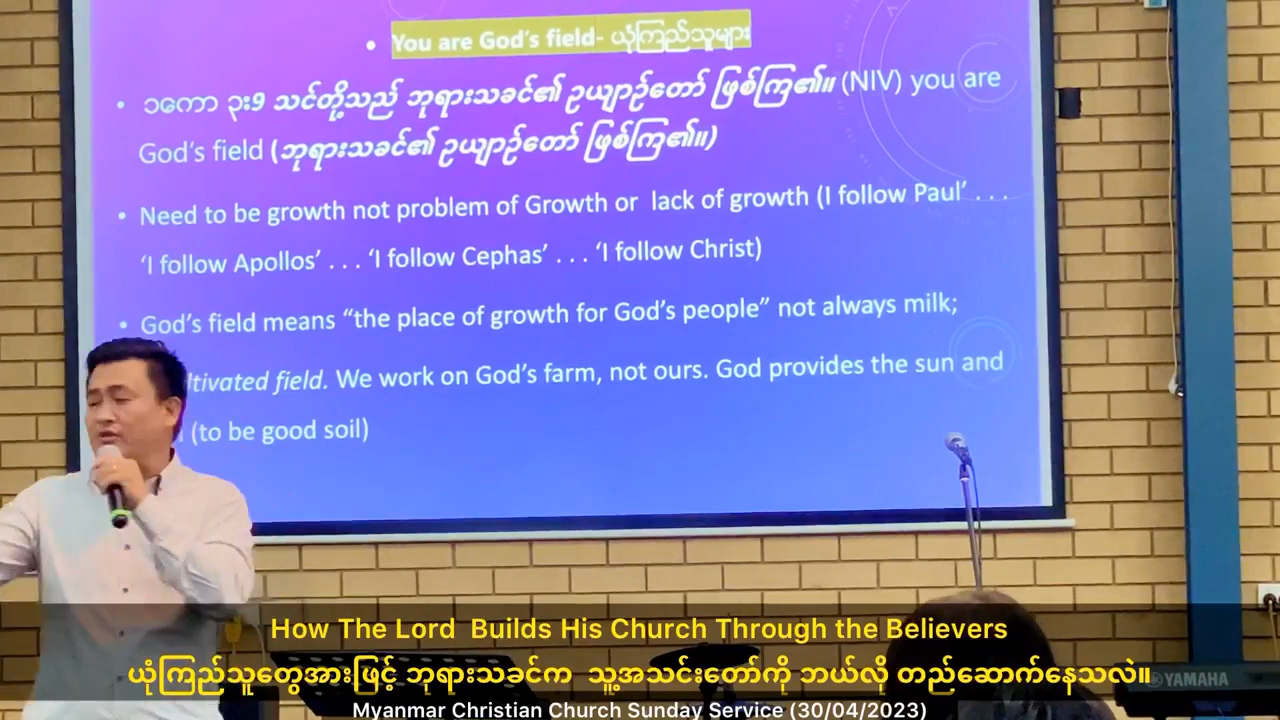 • You are God's field- ယုံကြည်သူများ
• ၁ကော ၃း9 သင်တို့သည် ဘုရားသခင်၏ ဥယျာဉ်တော် ဖြစ်ကြ၏။ (NIV) you are
God's field (ဘုရားသခင်၏ ဥယျာဉ်တော် ဖြစ်ကြ၏။)
• Need to be growth not problem of Growth or lack of growth (I follow Paul' . . .
'I follow Apollos' . . . 'I follow Cephas' . . . 'I follow Christ)
• God's field means "the place of growth for God's people" not always milk;
ltivated field. We work on God's farm, not ours. God provides the sun and
(to be good soil)
How The Lord Builds His Church Through the Believers
ယုံကြည်သူတွေအားဖြင့် ဘုရားသခင်က သူ့အသင်းတော်ကို ဘယ်လို တည်ဆောက်နေသလဲ။
YAMAHA
Myanmar Christian Church Sunday Service (30/04/2023)